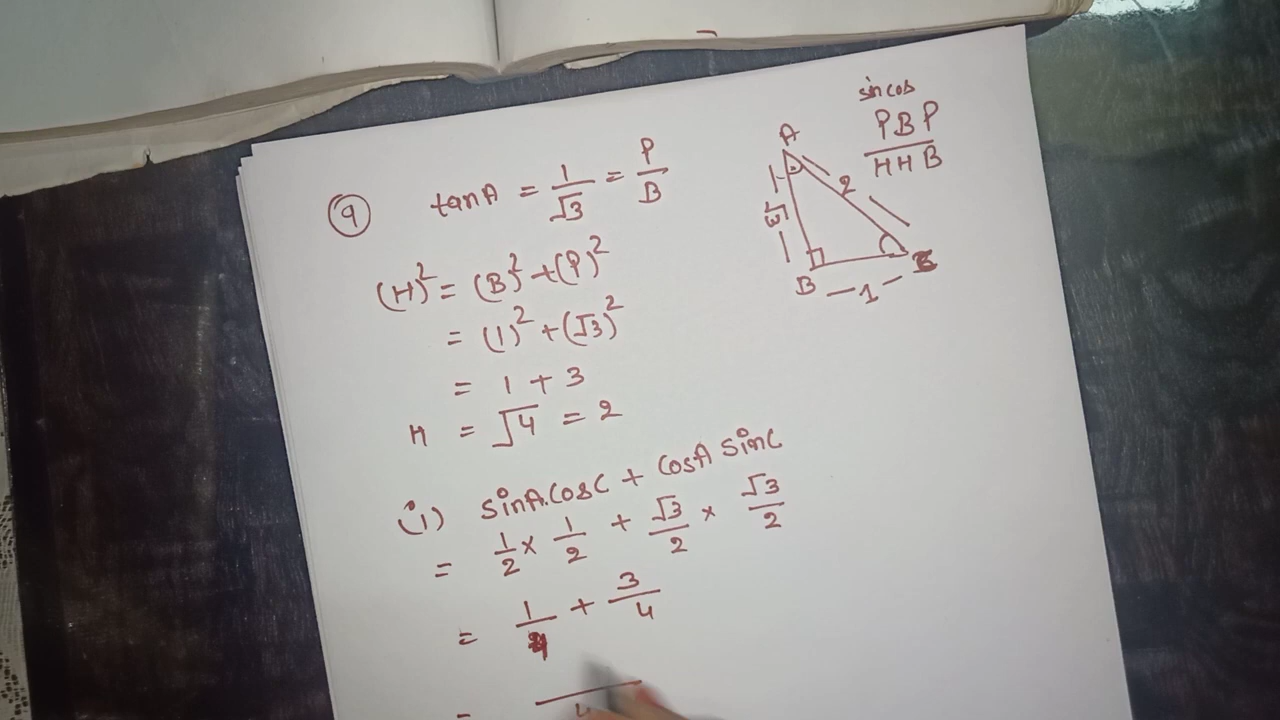 sin cos
P B P
H H B
9 tanA = 1/√3 = P/B
A
2
√3
B 1
(H)² = (B)² + (P)²
= (1)² + (√3)²
= 1 + 3
H = √4 = 2
(i) sinA.cosC + cosA sinC
= 1/2 × 1/2 + √3/2 × √3/2
= 1/4 + 3/4
= /4